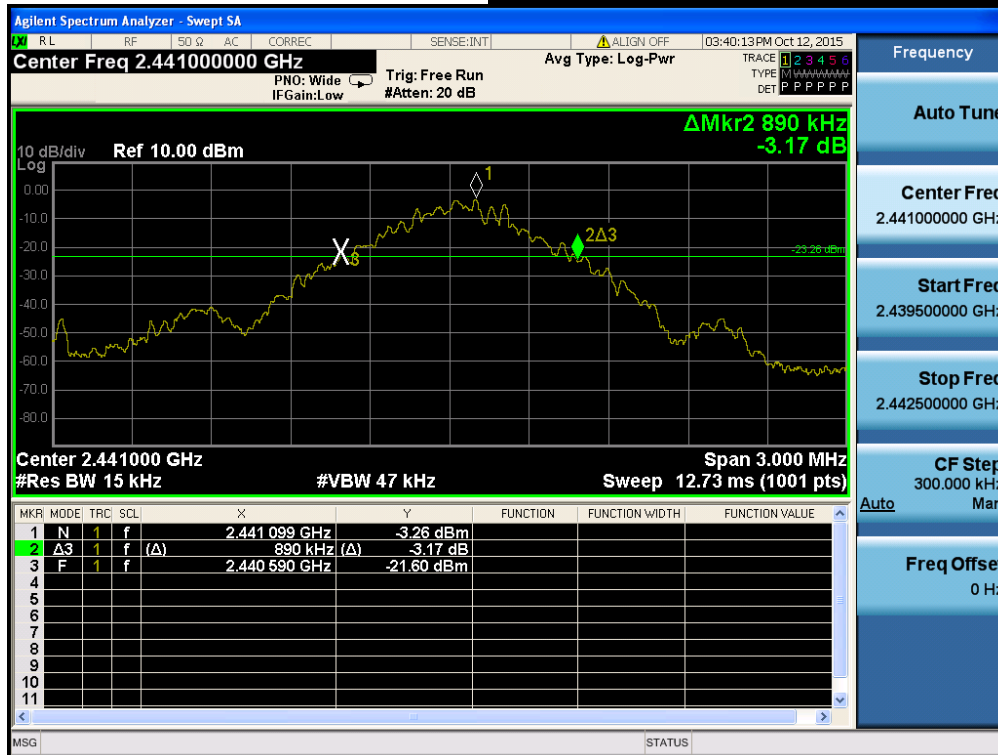 Agilent Spectrum Analyzer - Swept SA
LXI RL RF 50 Ω AC CORREC SENSE:INT ALIGN OFF 03:40:13 PM Oct 12, 2015
Center Freq 2.441000000 GHz
PNO: Wide
IFGain:Low
Trig: Free Run
#Atten: 20 dB
Avg Type: Log-Pwr
TRACE 1 2 3 4 5 6
TYPE M
DET P P P P P P
ΔMkr2 890 kHz
-3.17 dB
10 dB/div Ref 10.00 dBm
Log
0.00
-10.0
-20.0
-30.0
-40.0
-50.0
-60.0
-70.0
-80.0
1
2Δ3
3
-23.26 dBm
Center 2.441000 GHz Span 3.000 MHz
#Res BW 15 kHz #VBW 47 kHz Sweep 12.73 ms (1001 pts)
MKR MODE TRC SCL X Y FUNCTION FUNCTION WIDTH FUNCTION VALUE
1 N 1 f 2.441 099 GHz -3.26 dBm
2 Δ3 1 f (Δ) 890 kHz (Δ) -3.17 dB
3 F 1 f 2.440 590 GHz -21.60 dBm
4
5
6
7
8
9
10
11
MSG STATUS
Frequency
Auto Tune
Center Freq
2.441000000 GHz
Start Freq
2.439500000 GHz
Stop Freq
2.442500000 GHz
CF Step
300.000 kHz
Auto Man
Freq Offset
0 Hz